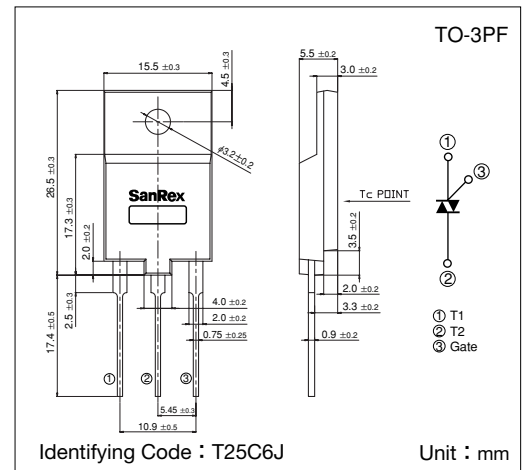 TO-3PF
15.5 ±0.3
4.5 ±0.3
5.5 ±0.2
3.0 ±0.2
φ3.2±0.2
26.5 ±0.3
17.3 ±0.3
2.0 ±0.2
SanRex
Tc POINT
3.5 ±0.2
①
③
②
2.5 ±0.3
17.4 ±0.5
4.0 ±0.2
2.0 ±0.2
0.75 ±0.25
2.0 ±0.2
3.3 ±0.2
0.9 ±0.2
① T1
② T2
③ Gate
① ② ③
5.45 ±0.3
10.9 ±0.5
Identifying Code：T25C6J
Unit：mm